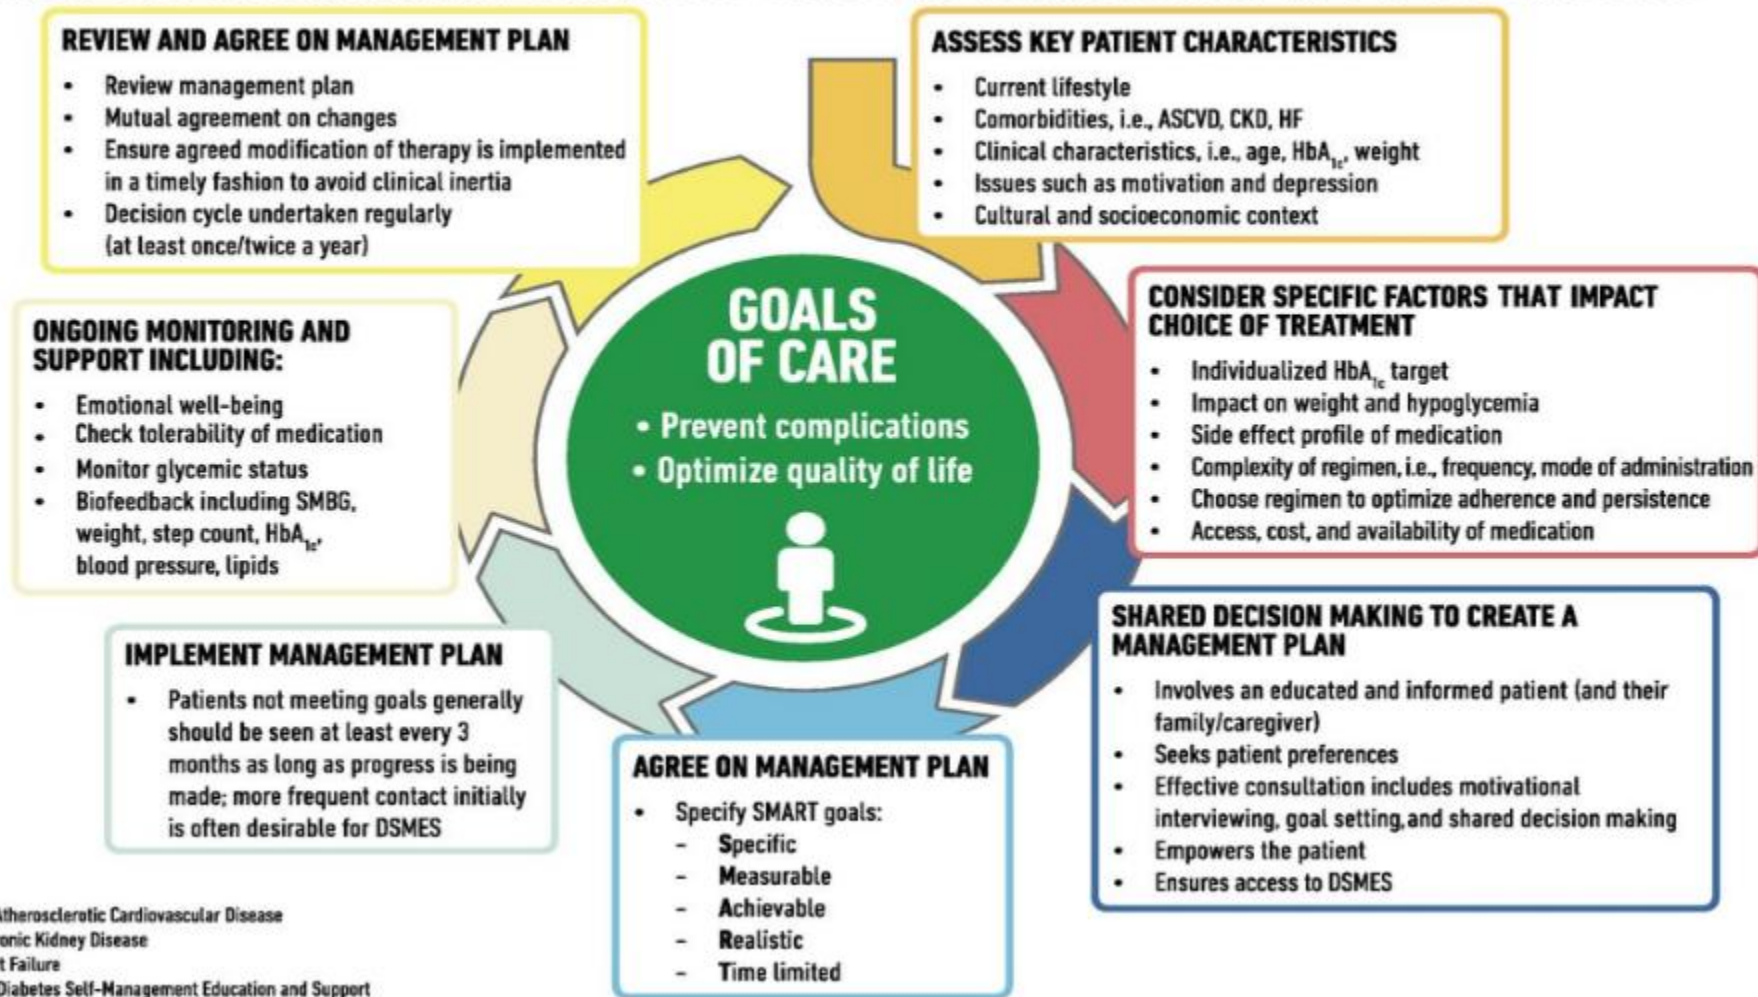 REVIEW AND AGREE ON MANAGEMENT PLAN
• Review management plan
• Mutual agreement on changes
• Ensure agreed modification of therapy is implemented
in a timely fashion to avoid clinical inertia
• Decision cycle undertaken regularly
(at least once/twice a year)
ASSESS KEY PATIENT CHARACTERISTICS
• Current lifestyle
• Comorbidities, i.e., ASCVD, CKD, HF
• Clinical characteristics, i.e., age, HbA1c, weight
• Issues such as motivation and depression
• Cultural and socioeconomic context
CONSIDER SPECIFIC FACTORS THAT IMPACT
CHOICE OF TREATMENT
• Individualized HbA1c target
• Impact on weight and hypoglycemia
• Side effect profile of medication
• Complexity of regimen, i.e., frequency, mode of administration
• Choose regimen to optimize adherence and persistence
• Access, cost, and availability of medication
SHARED DECISION MAKING TO CREATE A
MANAGEMENT PLAN
• Involves an educated and informed patient (and their
family/caregiver)
• Seeks patient preferences
• Effective consultation includes motivational
interviewing, goal setting,and shared decision making
• Empowers the patient
• Ensures access to DSMES
AGREE ON MANAGEMENT PLAN
• Specify SMART goals:
– Specific
– Measurable
– Achievable
– Realistic
– Time limited
IMPLEMENT MANAGEMENT PLAN
• Patients not meeting goals generally
should be seen at least every 3
months as long as progress is being
made; more frequent contact initially
is often desirable for DSMES
ONGOING MONITORING AND
SUPPORT INCLUDING:
• Emotional well-being
• Check tolerability of medication
• Monitor glycemic status
• Biofeedback including SMBG,
weight, step count, HbA1c,
blood pressure, lipids
GOALS
OF CARE
• Prevent complications
• Optimize quality of life
Atherosclerotic Cardiovascular Disease
Kidney Disease
Failure
Diabetes Self-Management Education and Support